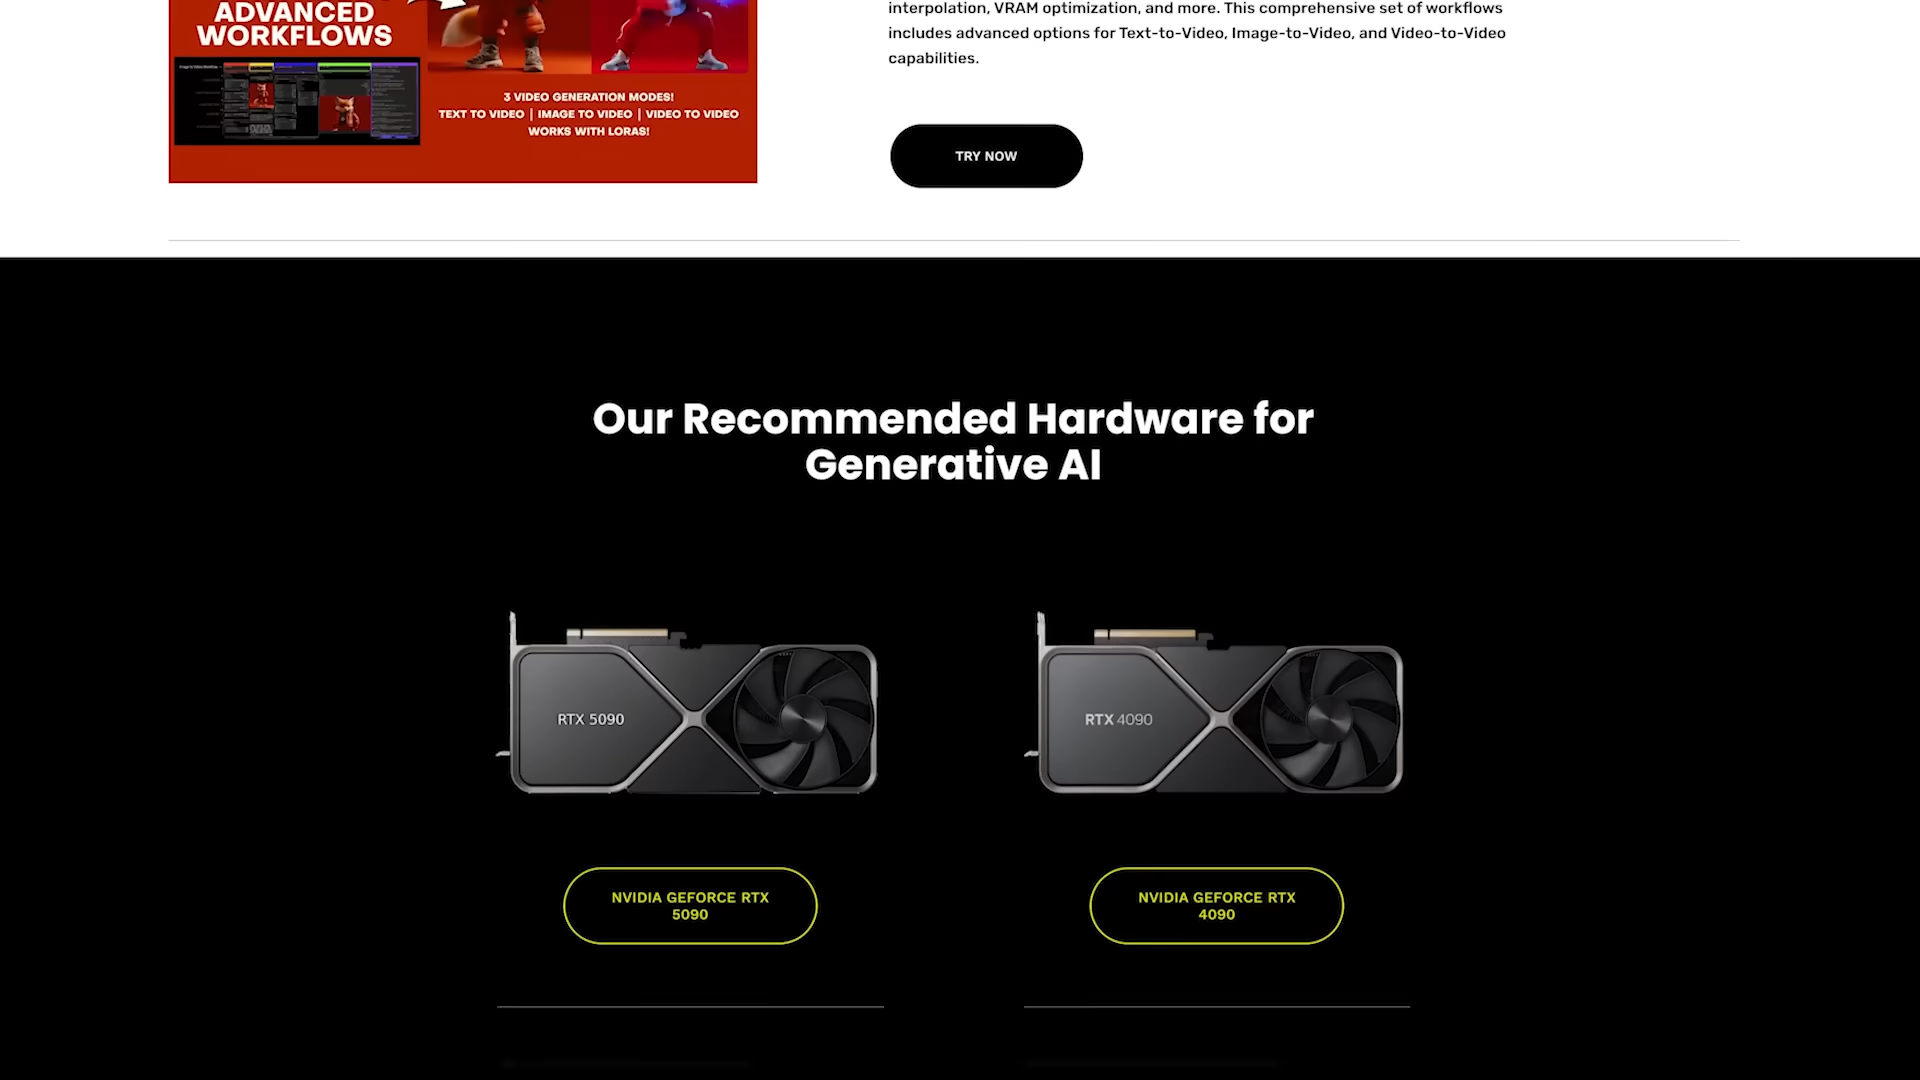 ADVANCED
WORKFLOWS
3 VIDEO GENERATION MODES!
TEXT TO VIDEO | IMAGE TO VIDEO | VIDEO TO VIDEO
WORKS WITH LORAS!
interpolation, VRAM optimization, and more. This comprehensive set of workflows
includes advanced options for Text-to-Video, Image-to-Video, and Video-to-Video
capabilities.
TRY NOW
Our Recommended Hardware for
Generative AI
RTX 5090
RTX 4090
NVIDIA GEFORCE RTX
5090
NVIDIA GEFORCE RTX
4090